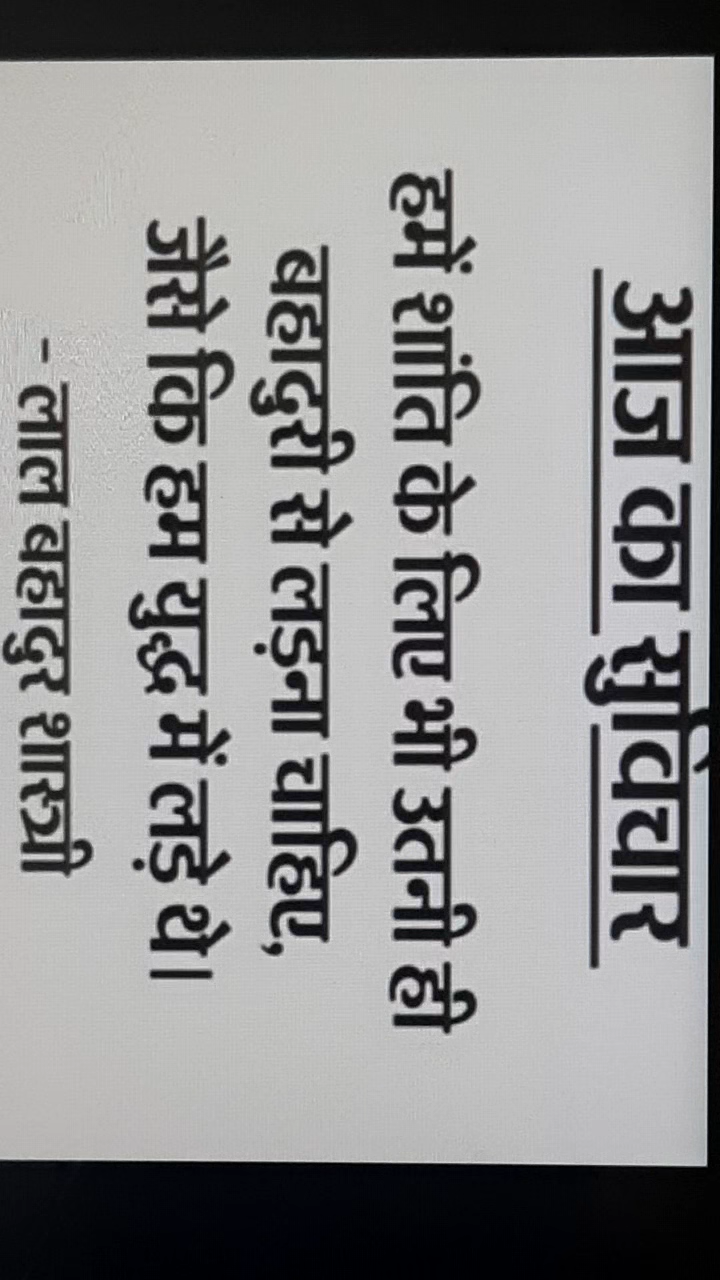 आज का सुविचार
हमें शांति के लिए भी उतनी ही
बहादुरी से लड़ना चाहिए,
जैसे कि हम युद्ध में लड़े थे।
- लाल बहादुर शास्त्री